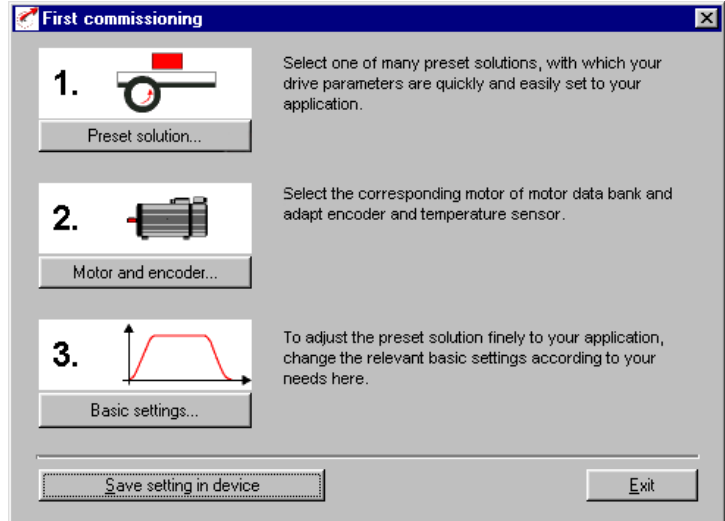 First commissioning
1.
Select one of many preset solutions, with which your
drive parameters are quickly and easily set to your
application.
Preset solution...
2.
Select the corresponding motor of motor data bank and
adapt encoder and temperature sensor.
Motor and encoder...
3.
To adjust the preset solution finely to your application,
change the relevant basic settings according to your
needs here.
Basic settings...
Save setting in device
Exit